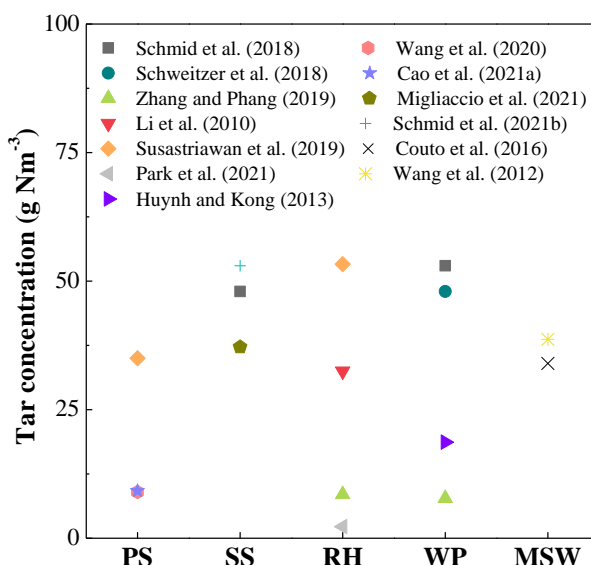 100
75
50
25
0
Tar concentration (g Nm-3)
Schmid et al. (2018)
Schweitzer et al. (2018)
Zhang and Phang (2019)
Li et al. (2010)
Susastriawan et al. (2019)
Park et al. (2021)
Huynh and Kong (2013)
Wang et al. (2020)
Cao et al. (2021a)
Migliaccio et al. (2021)
Schmid et al. (2021b)
Couto et al. (2016)
Wang et al. (2012)
PS SS RH WP MSW